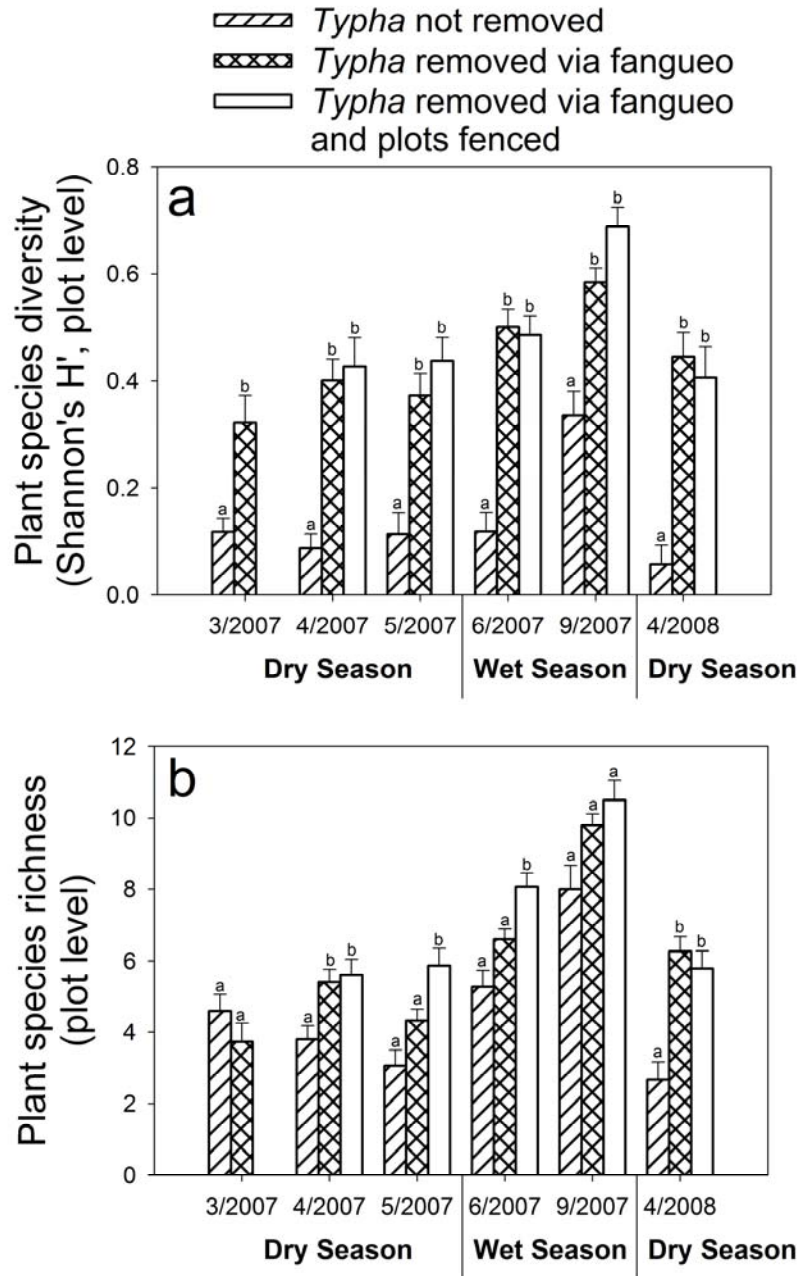 Typha not removed
Typha removed via fangueo
Typha removed via fangueo
and plots fenced
a
Plant species diversity
(Shannon's H', plot level)
0.8
0.6
0.4
0.2
0.0
a b
a b b
a b b
a b b
a b b
a b b
3/2007 4/2007 5/2007 6/2007 9/2007 4/2008
Dry Season Wet Season Dry Season
b
Plant species richness
(plot level)
12
10
8
6
4
2
0
a a
a b b
a a b
a a b
a a a
a b b
3/2007 4/2007 5/2007 6/2007 9/2007 4/2008
Dry Season Wet Season Dry Season